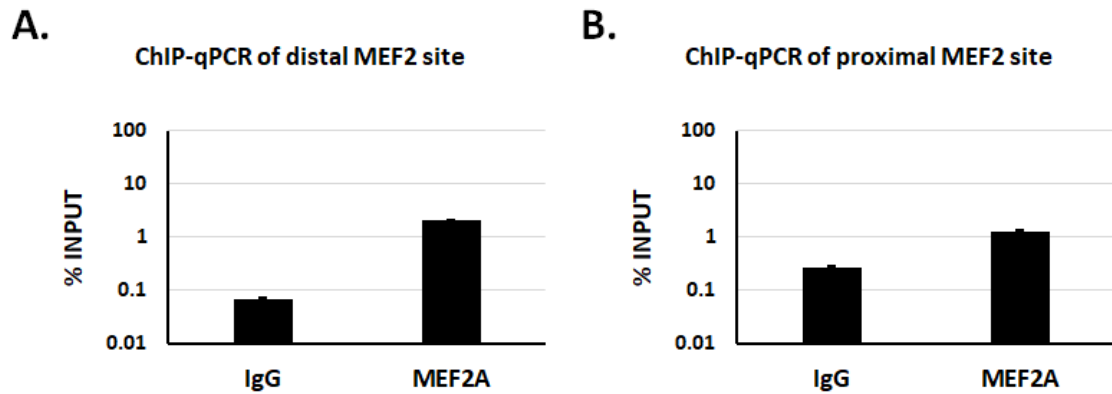 A.
ChIP-qPCR of distal MEF2 site
100
10
1
0.1
0.01
% INPUT
IgG MEF2A
B.
ChIP-qPCR of proximal MEF2 site
100
10
1
0.1
0.01
% INPUT
IgG MEF2A